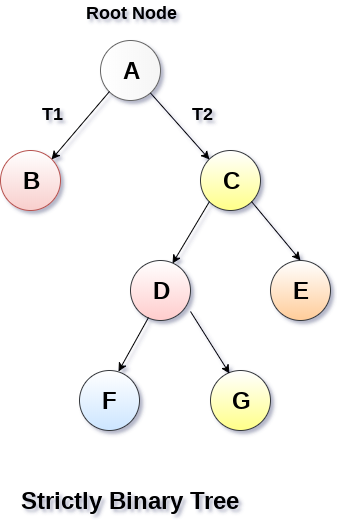 Root Node
A
T1 T2
B C
D E
F G
Strictly Binary Tree